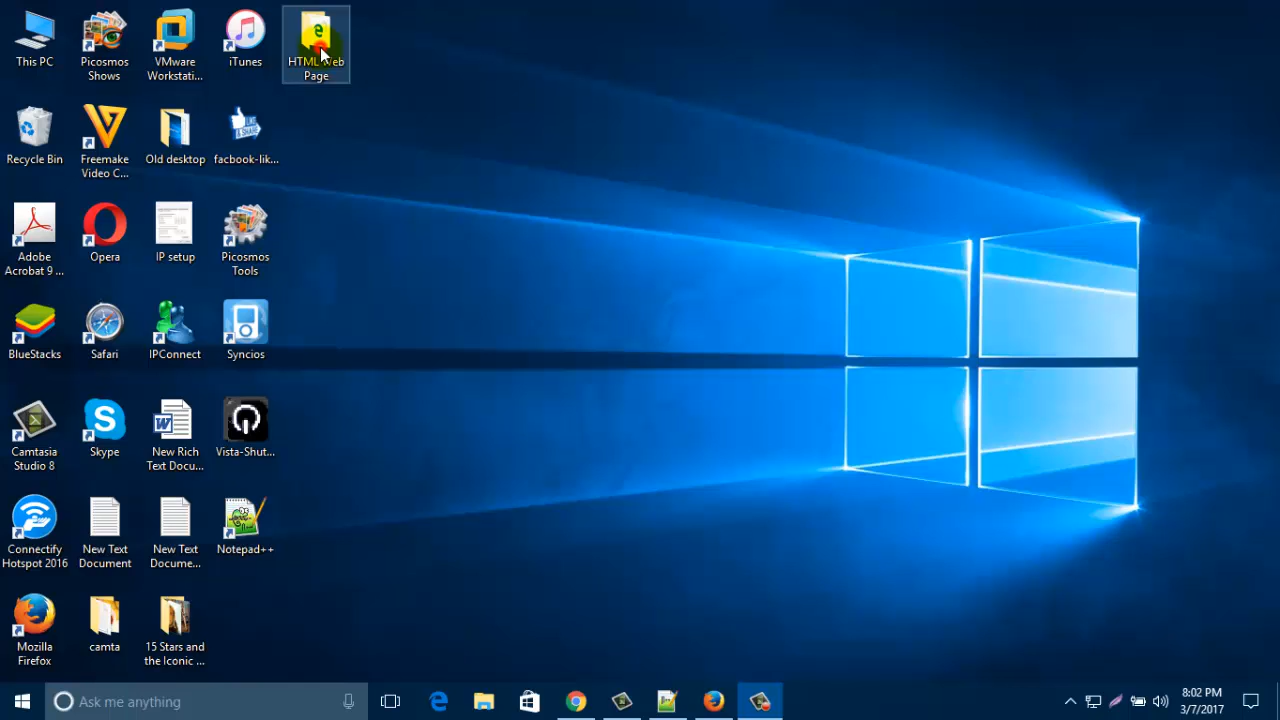 This PC
Picosmos
Shows
VMware
Workstati...
iTunes
HTML Web
Page
Recycle Bin
Freemake
Video C...
Old desktop
facbook-lik...
Adobe
Acrobat 9 ...
Opera
IP setup
Picosmos
Tools
BlueStacks
Safari
IPConnect
Syncios
Camtasia
Studio 8
Skype
New Rich
Text Docu...
Vista-Shut...
Connectify
Hotspot 2016
New Text
Document
New Text
Docume...
Notepad++
Mozilla
Firefox
camta
15 Stars and
the Iconic ...
Ask me anything
8:02 PM
3/7/2017